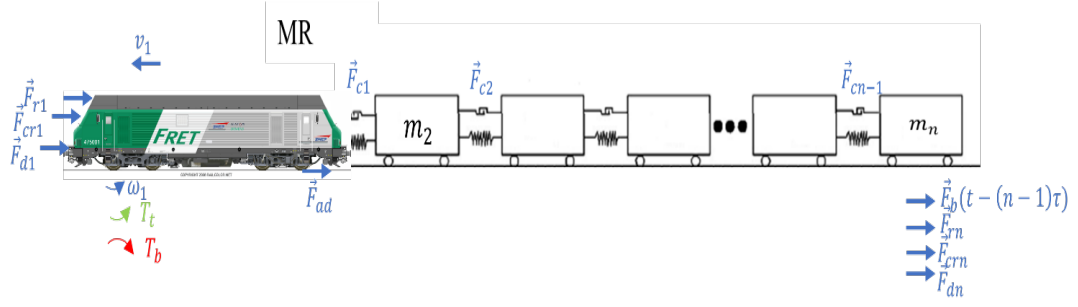 MR
v₁
F⃗c1
F⃗c2
F⃗cn−1
F⃗r1
F⃗cr1
F⃗d1
FRET
m₂
mₙ
ω₁
F⃗ad
Tt
Tb
F⃗b(t − (n − 1)τ)
F⃗rn
F⃗crn
F⃗dn